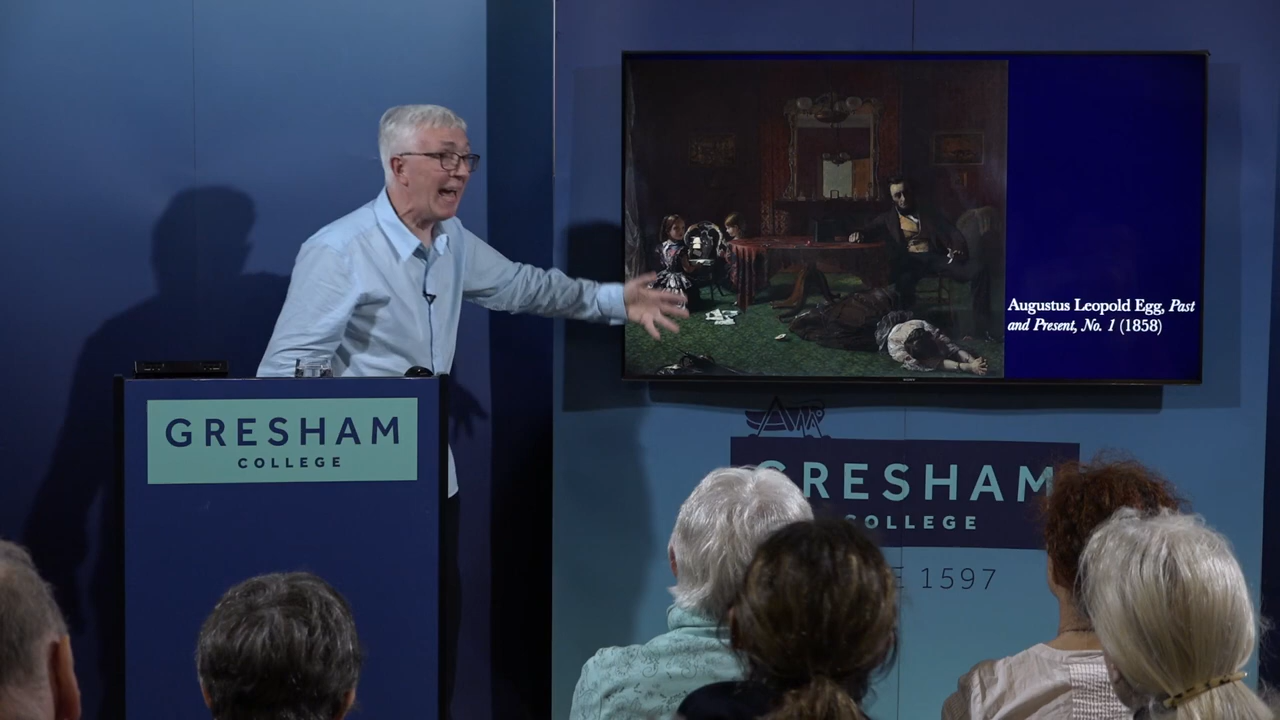 Augustus Leopold Egg, Past
and Present, No. 1 (1858)
GRESHAM
COLLEGE
GRESHAM
COLLEGE
1597